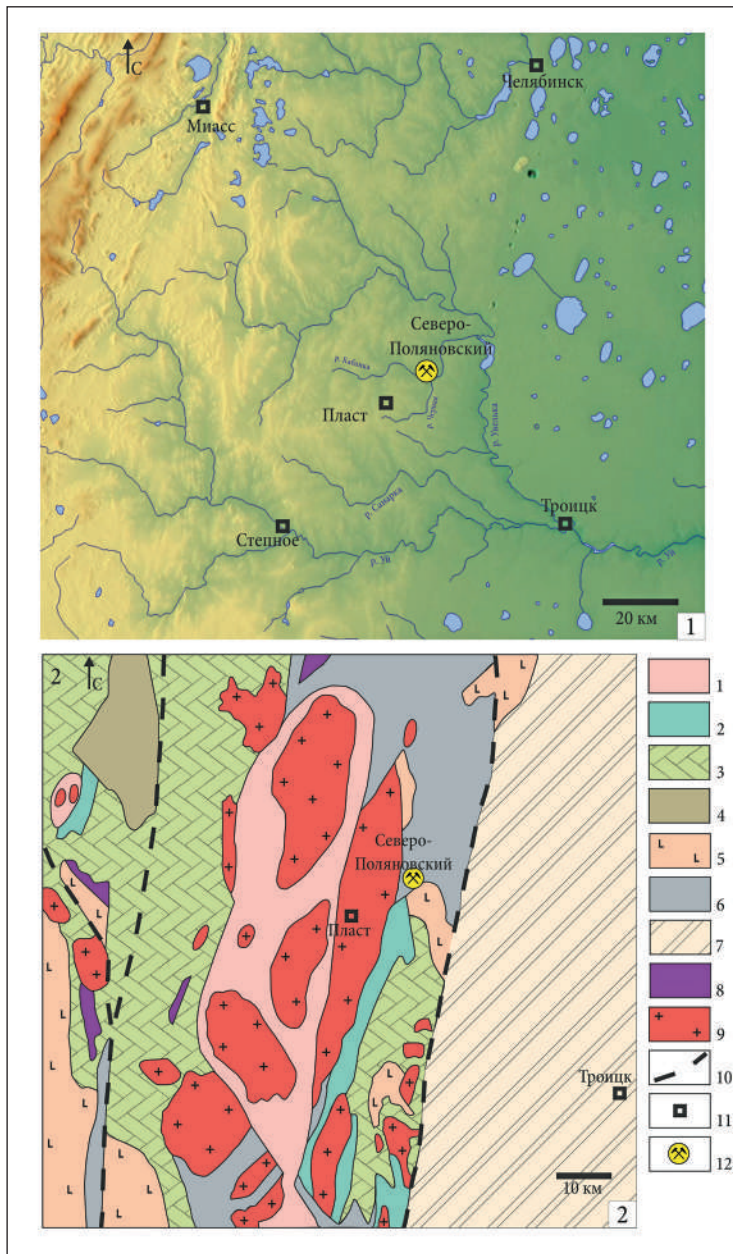 С
Челябинск
Миасс
Северо-
Поляновский
р. Кабанка
Пласт
р. Черная
р. Увелька
р. Санарка
Троицк
Степное
р. Уй
р. Уй
20 км
1
2
С
Северо-
Поляновский
Пласт
Троицк
10 км
2
1
2
3
4
5
6
7
8
9
10
11
12